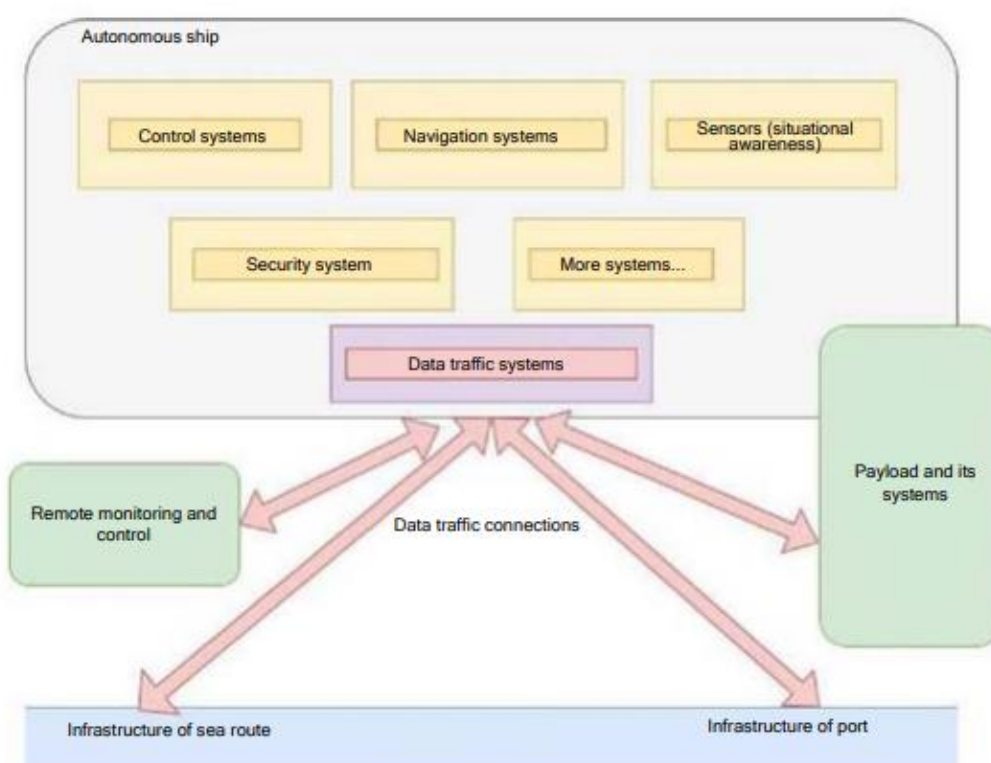 Autonomous ship
Control systems
Navigation systems
Sensors (situational
awareness)
Security system
More systems...
Data traffic systems
Payload and its
systems
Remote monitoring and
control
Data traffic connections
Infrastructure of sea route
Infrastructure of port